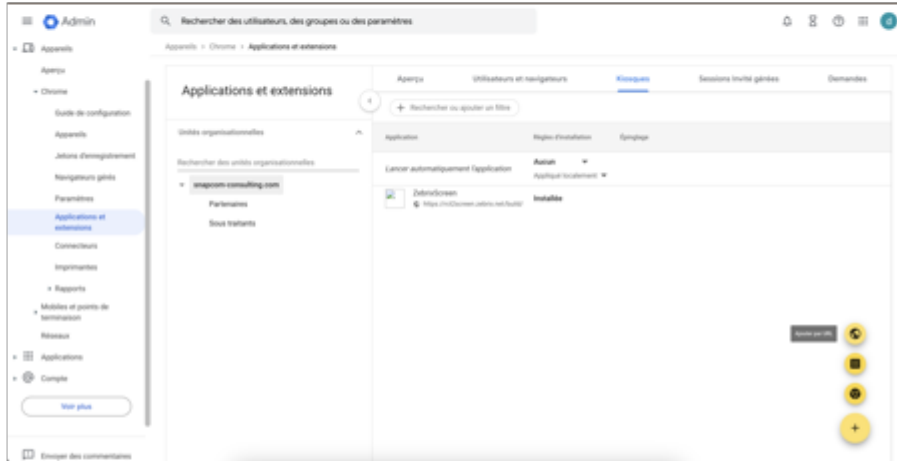 Admin
Rechercher des utilisateurs, des groupes ou des paramètres
Appareils > Chrome > Applications et extensions
Appareils
Aperçu
Chrome
Guide de configuration
Appareils
Jetons d'enregistrement
Navigateurs gérés
Paramètres
Applications et
extensions
Connecteurs
Imprimantes
Rapports
Mobiles et points de
terminaison
Réseaux
Applications
Compte
Voir plus
Envoyer des commentaires
Applications et extensions
Unités organisationnelles
Rechercher des unités organisationnelles
snapcom-consulting.com
Partenaires
Sous traitants
Aperçu
Utilisateurs et navigateurs
Kiosques
Sessions Invité gérées
Demandes
+ Rechercher ou ajouter un filtre
Application
Règles d'installation
Épinglage
Lancer automatiquement l'application
Aucun
Appliqué localement
ZebrixScreen
Installée
Ajouter par URL